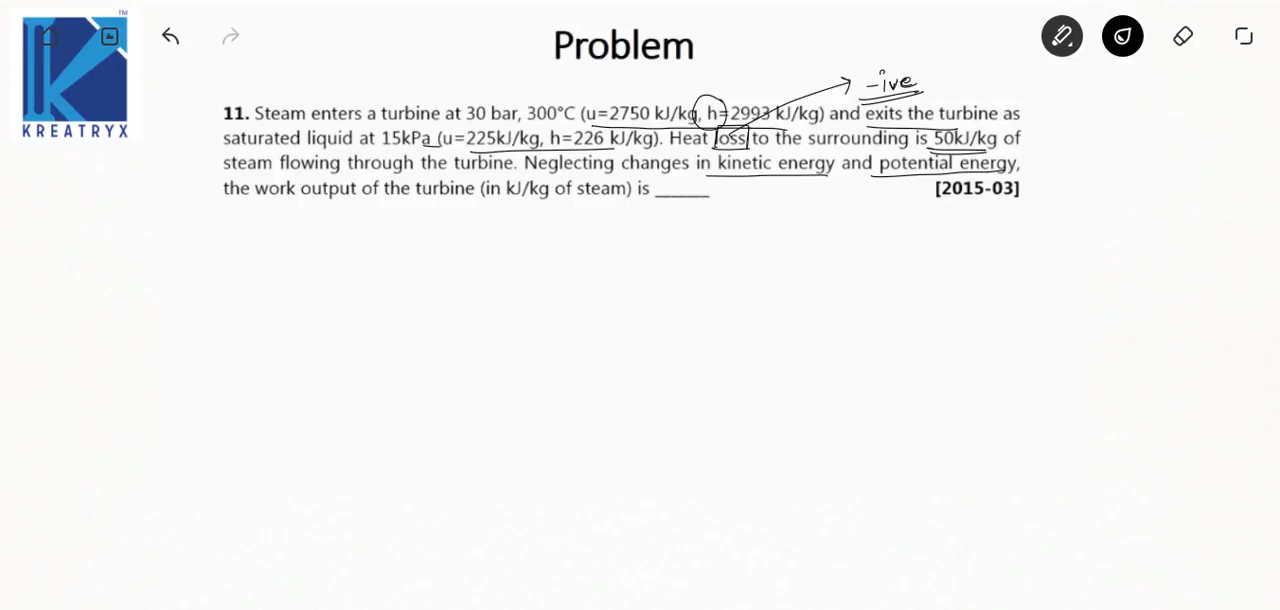 TM
KREATRYX
Problem
-ive
11. Steam enters a turbine at 30 bar, 300°C (u=2750 kJ/kg, h=2993 kJ/kg) and exits the turbine as
saturated liquid at 15kPa (u=225kJ/kg, h=226 kJ/kg). Heat loss to the surrounding is 50kJ/kg of
steam flowing through the turbine. Neglecting changes in kinetic energy and potential energy,
the work output of the turbine (in kJ/kg of steam) is ______ [2015-03]